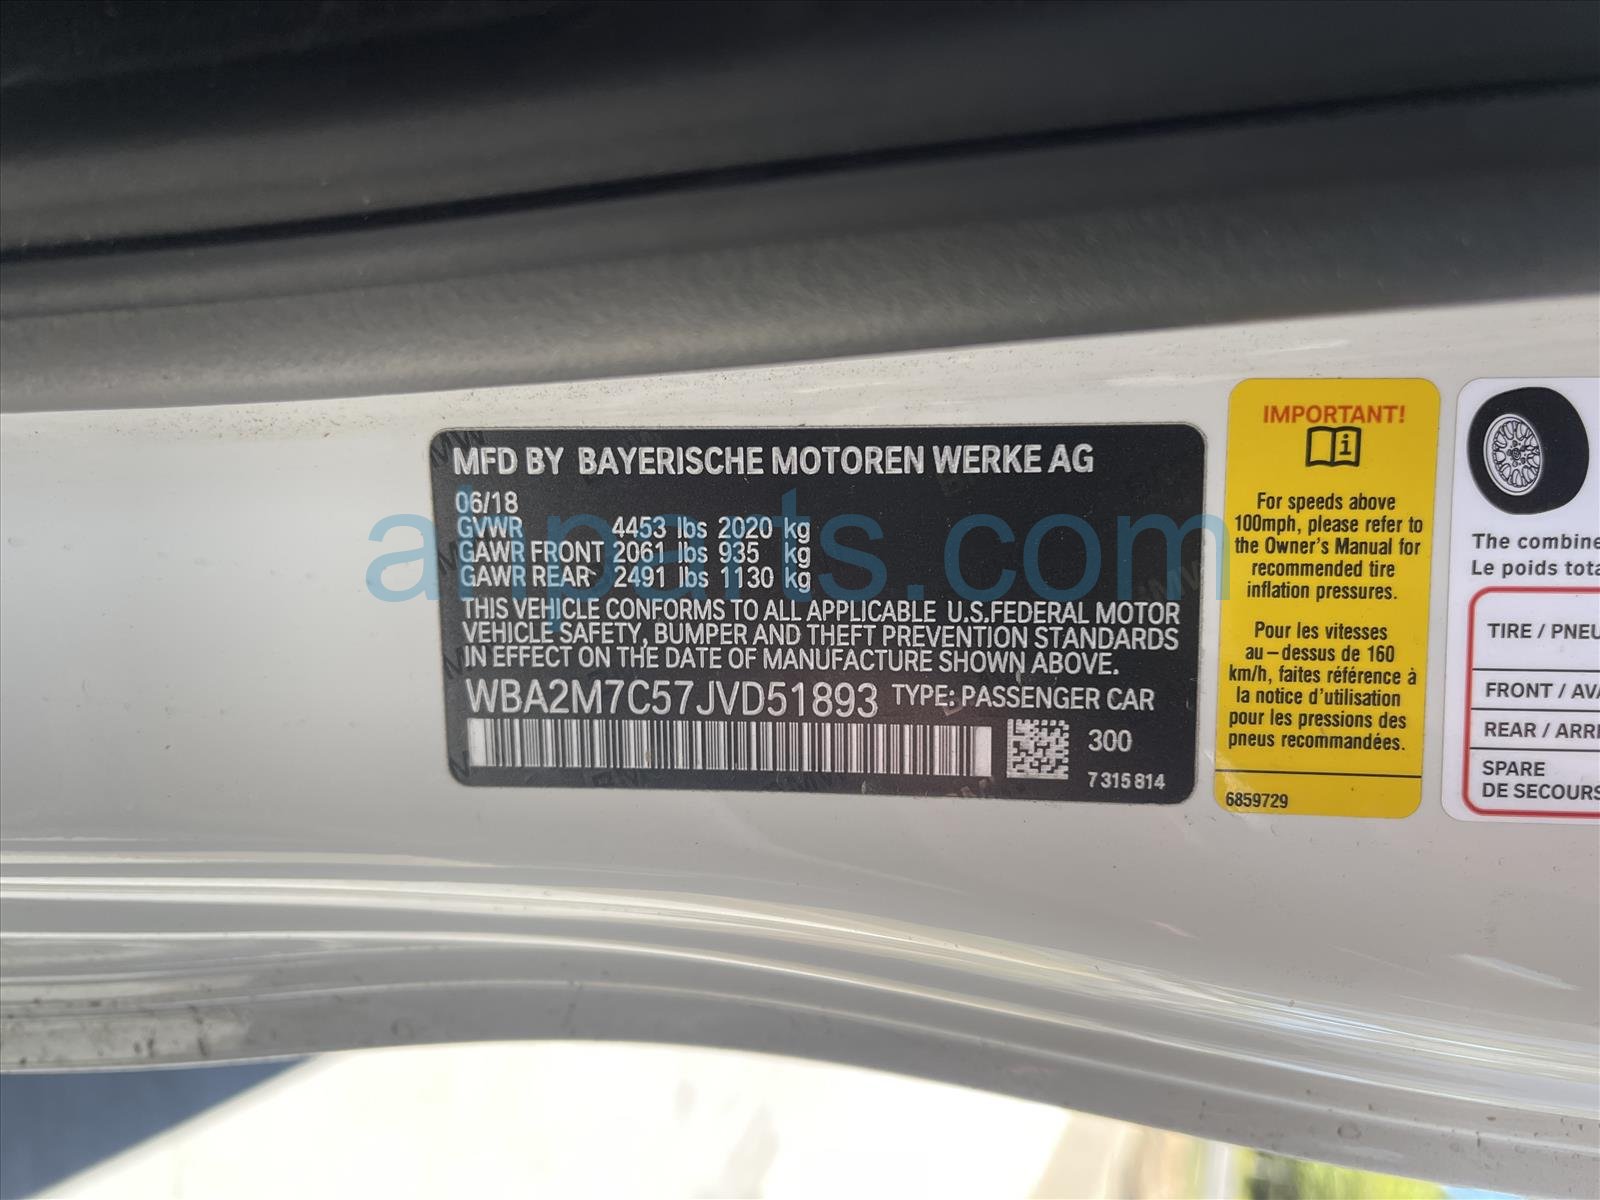 MFD BY BAYERISCHE MOTOREN WERKE AG
06/18
GVWR 4453 lbs 2020 kg
GAWR FRONT 2061 lbs 935 kg
GAWR REAR 2491 lbs 1130 kg
THIS VEHICLE CONFORMS TO ALL APPLICABLE U.S.FEDERAL MOTOR
VEHICLE SAFETY, BUMPER AND THEFT PREVENTION STANDARDS
IN EFFECT ON THE DATE OF MANUFACTURE SHOWN ABOVE.
WBA2M7C57JVD51893 TYPE: PASSENGER CAR
300
7 315 814
ahparts.com
IMPORTANT!
i
For speeds above
100mph, please refer to
the Owner's Manual for
recommended tire
inflation pressures.
Pour les vitesses
au-dessus de 160
km/h, faites référence à
la notice d'utilisation
pour les pressions des
pneus recommandées.
6859729
The combine
Le poids tota
TIRE / PNEU
FRONT / AVA
REAR / ARRI
SPARE
DE SECOURS